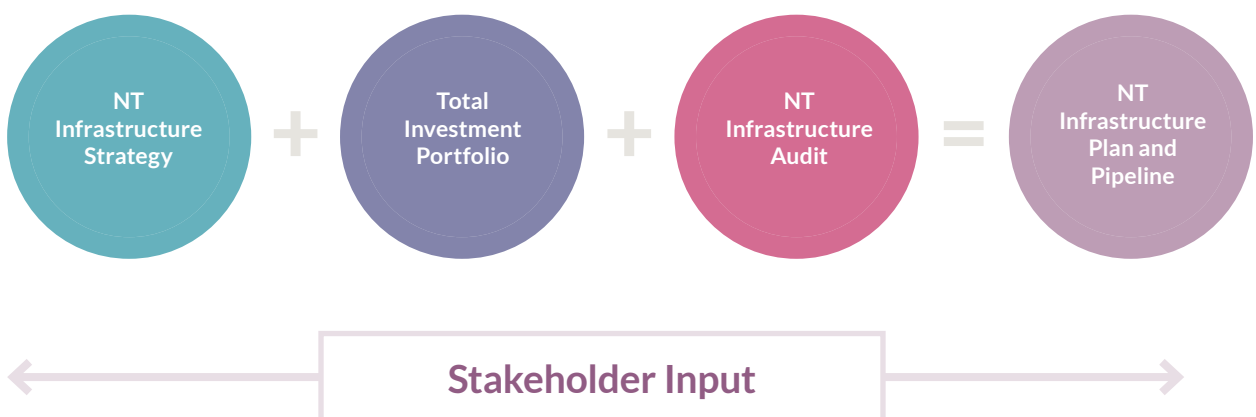 NT
Infrastructure
Strategy
+
Total
Investment
Portfolio
+
NT
Infrastructure
Audit
=
NT
Infrastructure
Plan and
Pipeline
Stakeholder Input